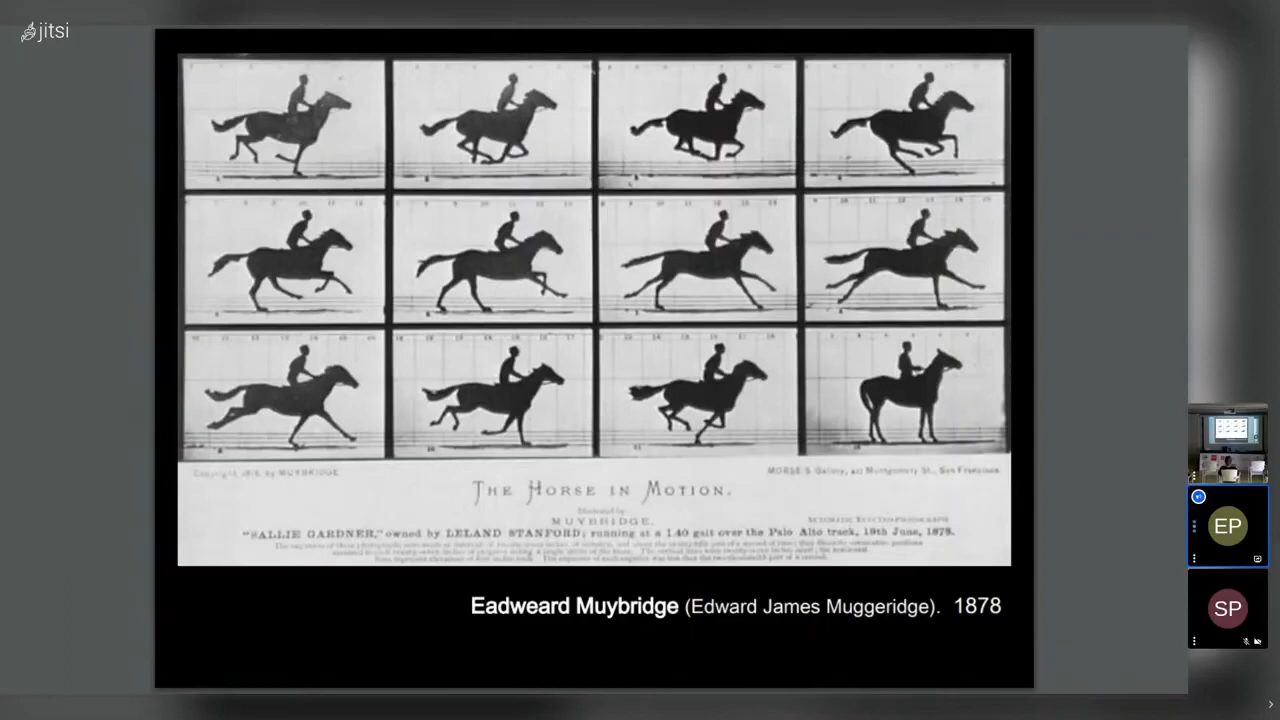 jitsi
Copyright, 1878, by MUYBRIDGE.
MORSE'S Gallery, 417 Montgomery St., San Francisco.
THE HORSE IN MOTION.
Illustrated by
MUYBRIDGE.
AUTOMATIC ELECTRO-PHOTOGRAPH.
"SALLIE GARDNER," owned by LELAND STANFORD; running at a 1.40 gait over the Palo Alto track, 19th June, 1878.
Eadweard Muybridge (Edward James Muggeridge). 1878
EP
SP